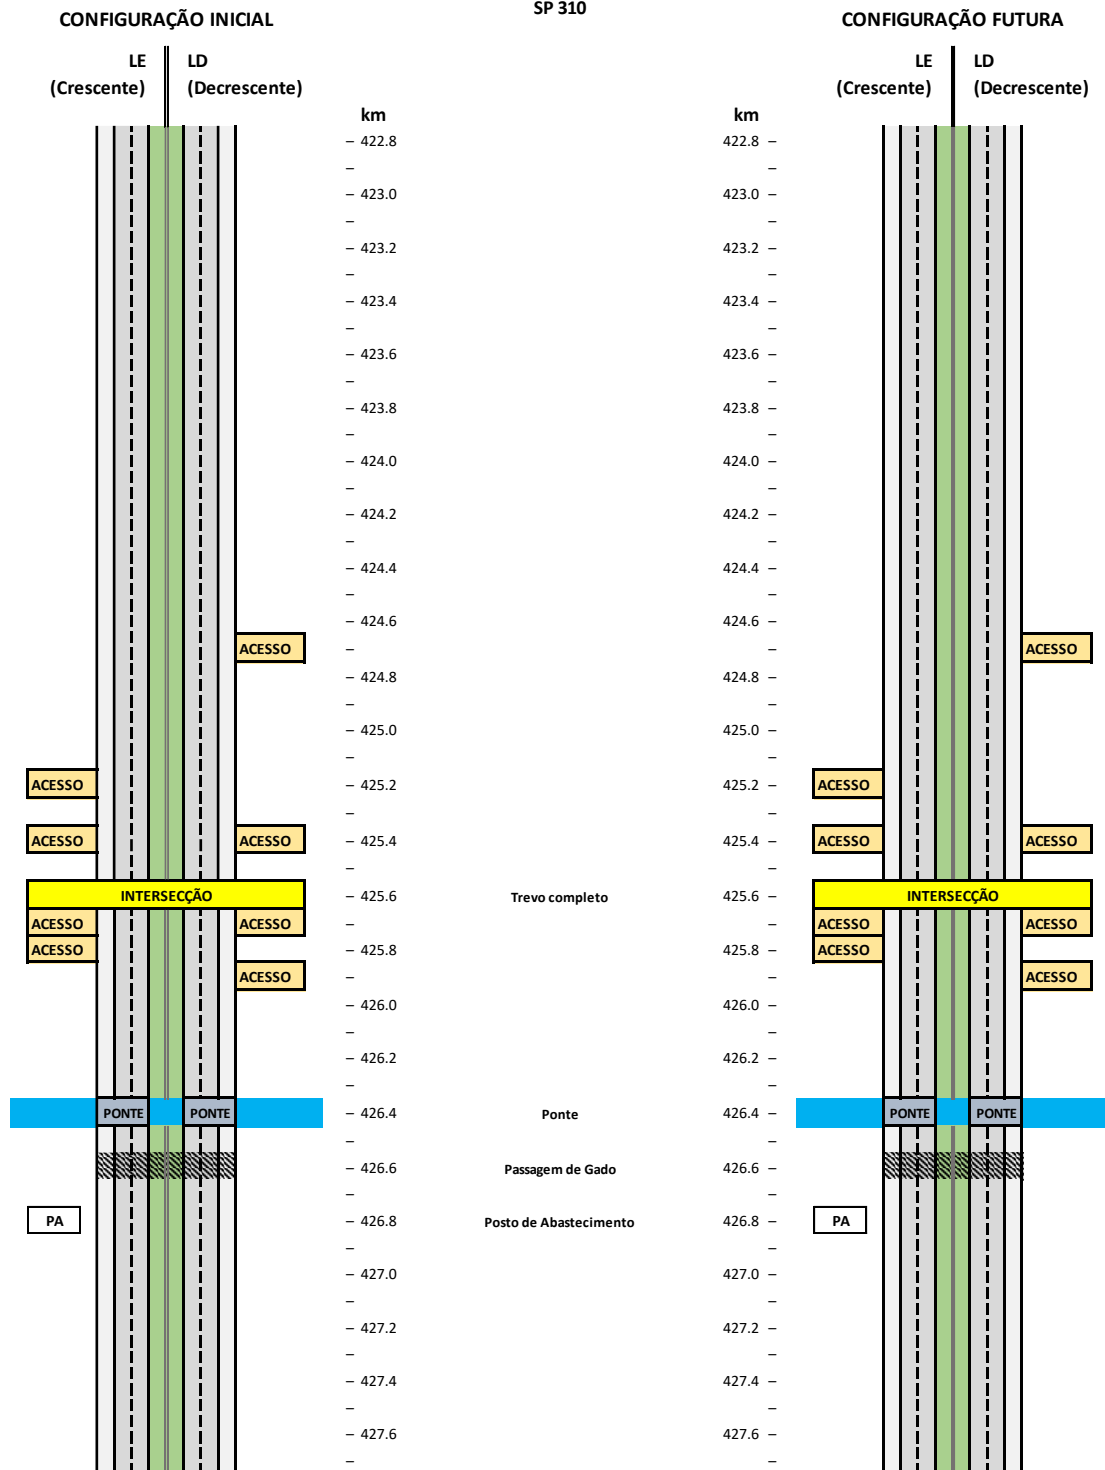 SP 310
CONFIGURAÇÃO INICIAL CONFIGURAÇÃO FUTURA
LE LD LE LD
(Crescente) (Decrescente) (Crescente) (Decrescente)
km km
– 422.8 422.8 –
– –
– 423.0 423.0 –
– –
– 423.2 423.2 –
– –
– 423.4 423.4 –
– –
– 423.6 423.6 –
– –
– 423.8 423.8 –
– –
– 424.0 424.0 –
– –
– 424.2 424.2 –
– –
– 424.4 424.4 –
– –
– 424.6 424.6 –
ACESSO – – ACESSO
– 424.8 424.8 –
– –
– 425.0 425.0 –
– –
ACESSO – 425.2 425.2 – ACESSO
– –
ACESSO ACESSO – 425.4 425.4 – ACESSO ACESSO
– –
INTERSECÇÃO – 425.6 Trevo completo 425.6 – INTERSECÇÃO
ACESSO ACESSO – – ACESSO ACESSO
ACESSO – 425.8 425.8 – ACESSO
ACESSO – – ACESSO
– 426.0 426.0 –
– –
– 426.2 426.2 –
– –
PONTE PONTE – 426.4 Ponte 426.4 – PONTE PONTE
– –
– 426.6 Passagem de Gado 426.6 –
– –
PA – 426.8 Posto de Abastecimento 426.8 – PA
– –
– 427.0 427.0 –
– –
– 427.2 427.2 –
– –
– 427.4 427.4 –
– –
– 427.6 427.6 –
– –